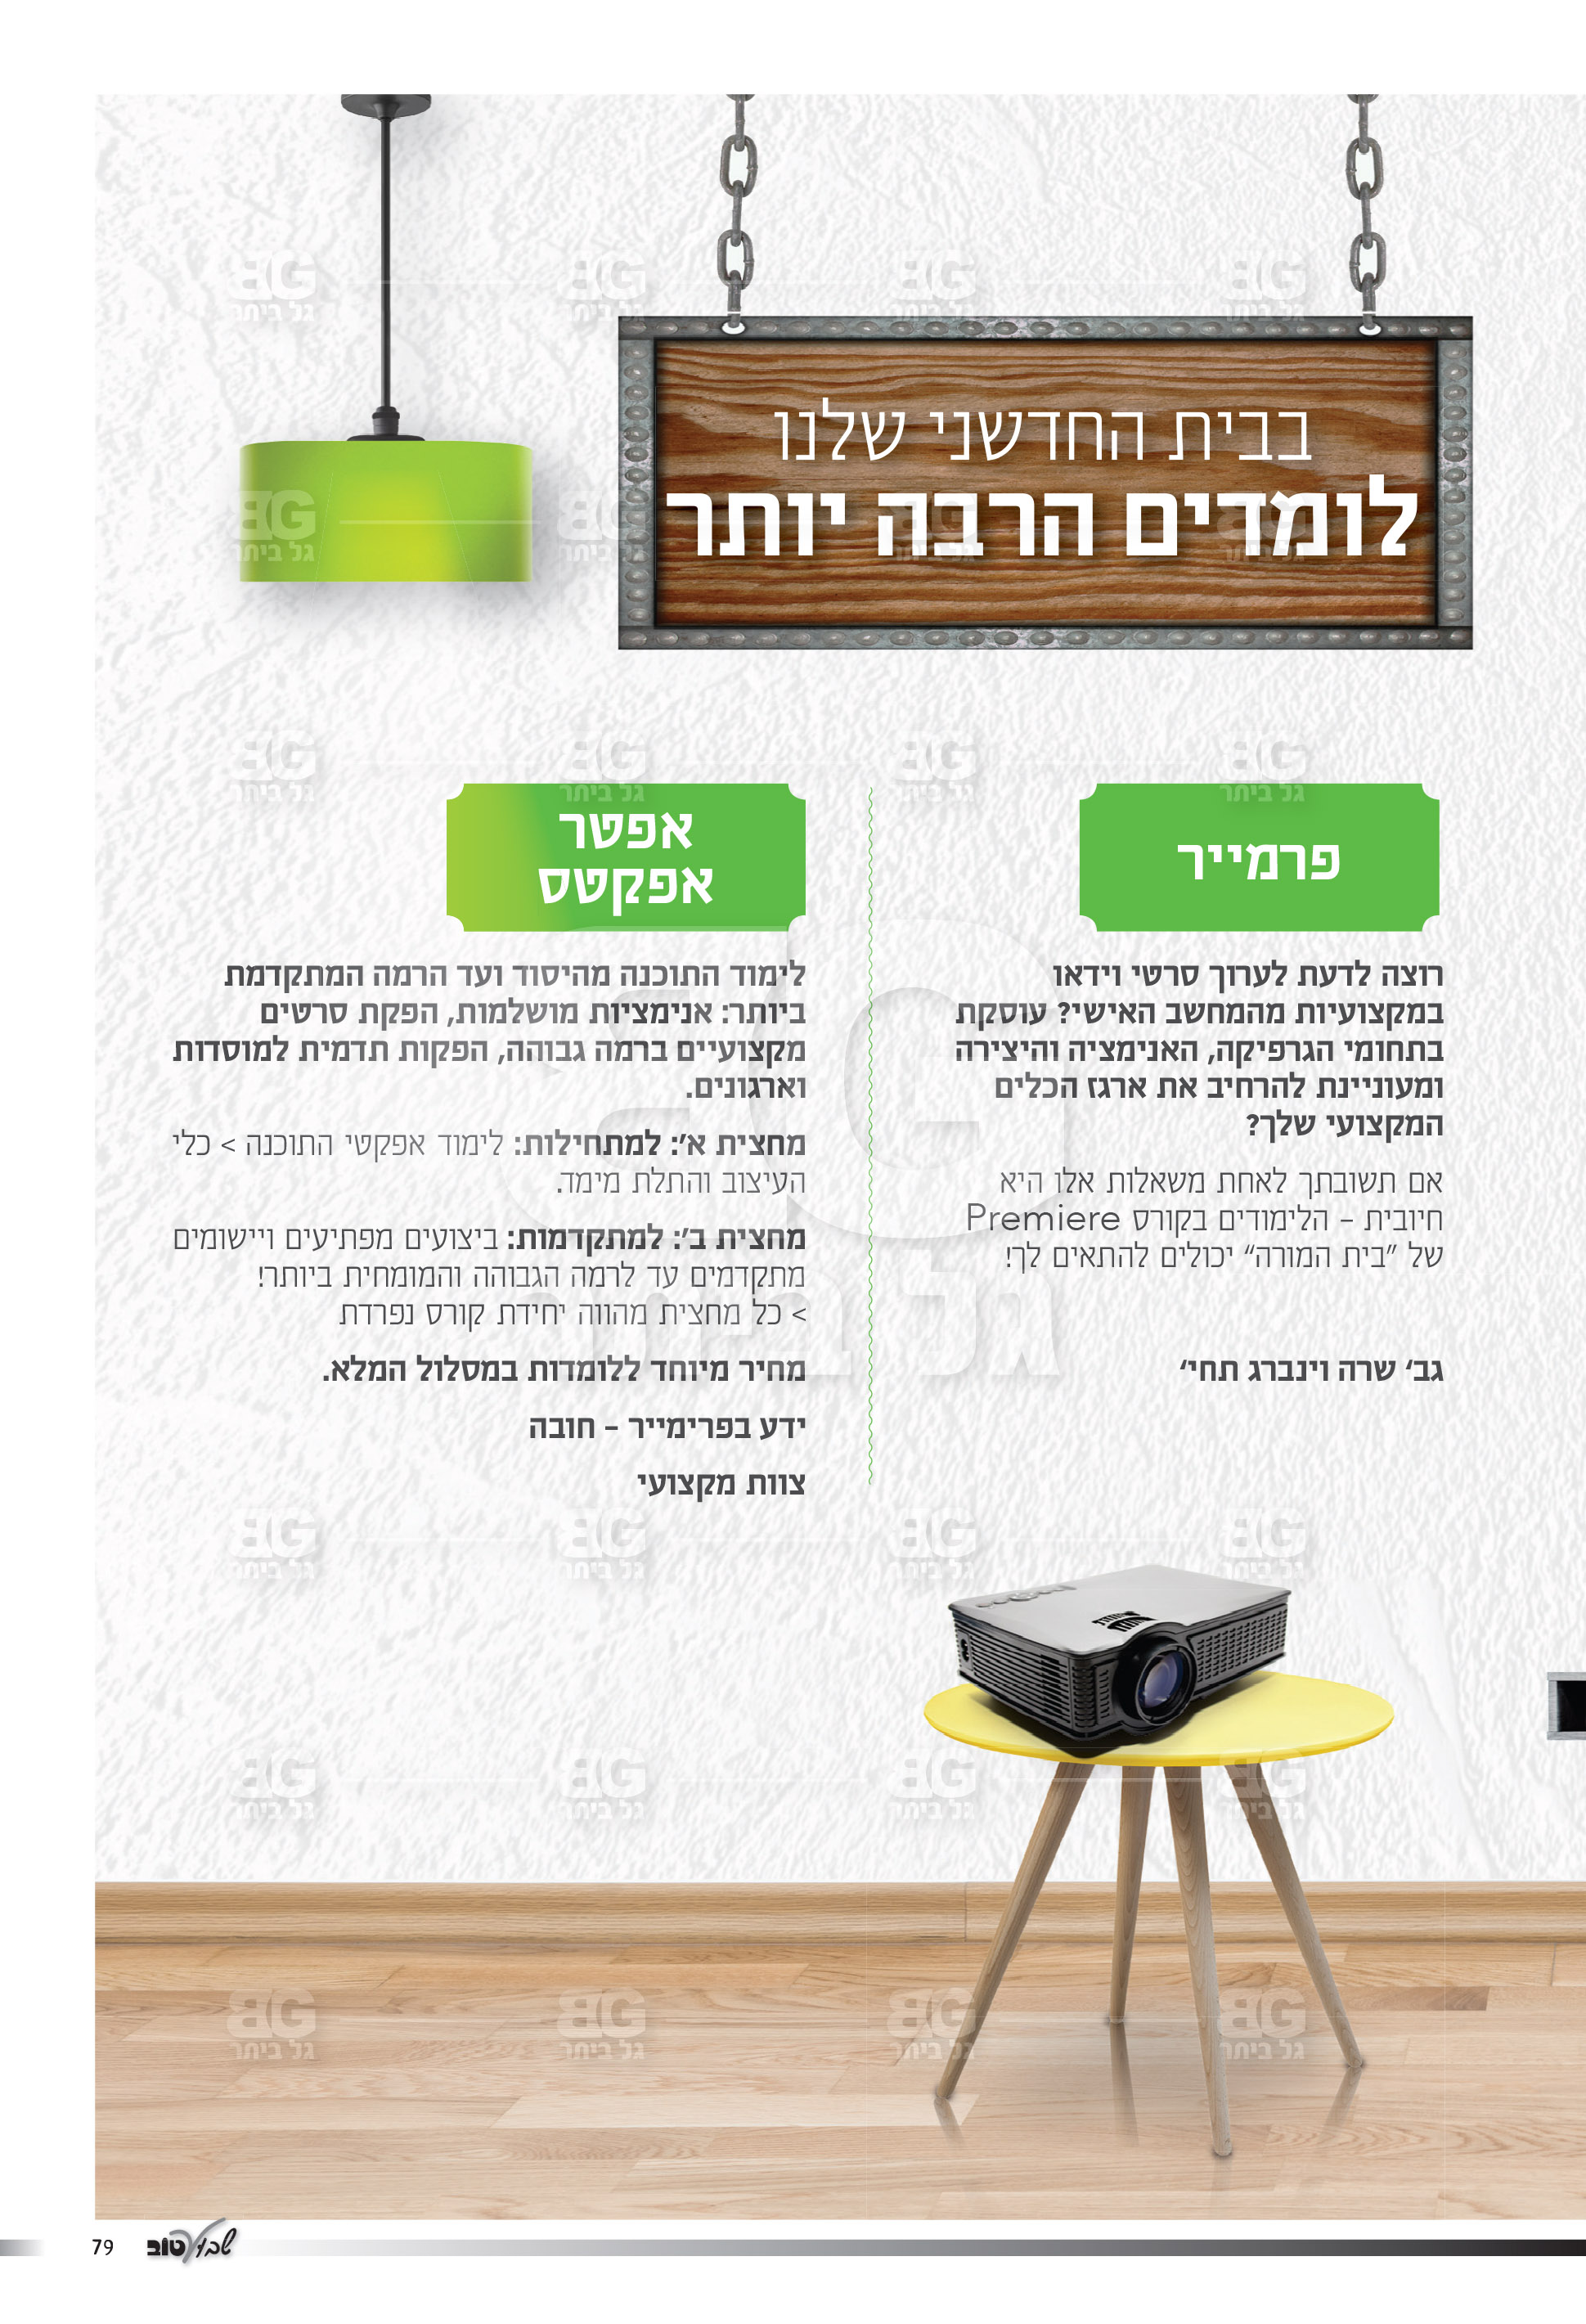 בבית החדשני שלנו
לומדים הרבה יותר
פרמייר
רוצה לדעת לערוך סרטי וידאו
במקצועיות מהמחשב האישי? עוסקת
בתחומי הגרפיקה, האנימציה והיצירה
ומעוניינת להרחיב את ארגז הכלים
המקצועי שלך?
אם תשובתך לאחת משאלות אלו היא
חיובית – הלימודים בקורס Premiere
של "בית המורה" יכולים להתאים לך!
גב' שרה וינברג תחי'
אפטר
אפקטס
לימוד התוכנה מהיסוד ועד הרמה המתקדמת
ביותר: אנימציות מושלמות, הפקת סרטים
מקצועיים ברמה גבוהה, הפקות תדמית למוסדות
וארגונים.
מחצית א': למתחילות: לימוד אפקטי התוכנה > כלי
העיצוב והתלת מימד.
מחצית ב': למתקדמות: ביצועים מפתיעים ויישומים
מתקדמים עד לרמה הגבוהה והמומחית ביותר!
> כל מחצית מהווה יחידת קורס נפרדת
מחיר מיוחד ללומדות במסלול המלא.
ידע בפרימייר – חובה
צוות מקצועי
BG
גל ביתר
שבוע טוב
79